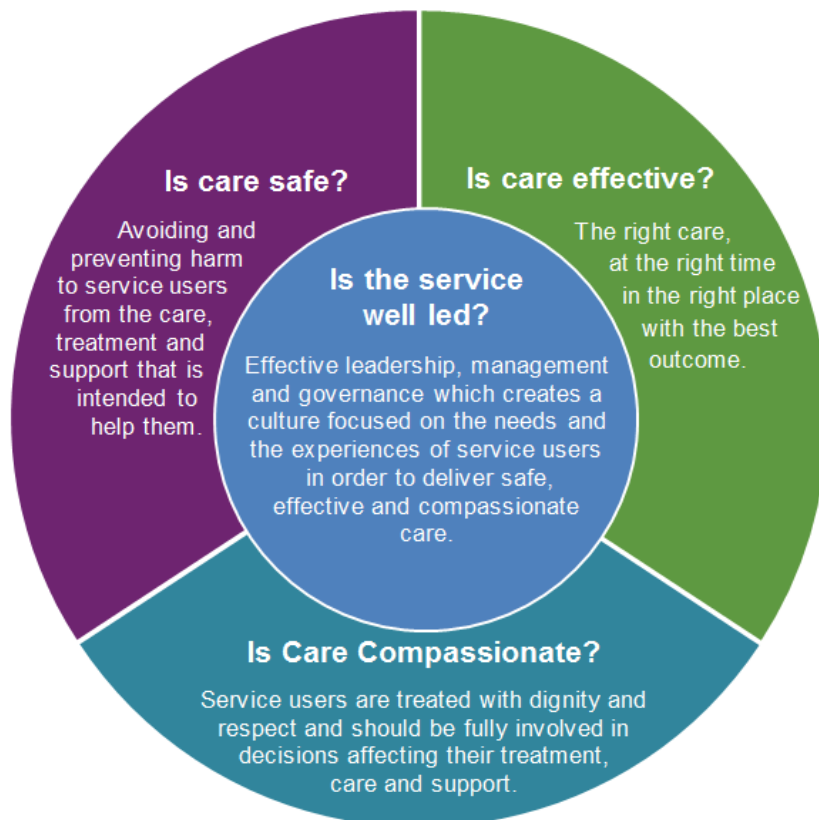 Is care safe?
Avoiding and
preventing harm
to service users
from the care,
treatment and
support that is
intended to
help them.
Is care effective?
The right care,
at the right time
in the right place
with the best
outcome.
Is the service
well led?
Effective leadership, management
and governance which creates a
culture focused on the needs and
the experiences of service users
in order to deliver safe,
effective and compassionate
care.
Is Care Compassionate?
Service users are treated with dignity and
respect and should be fully involved in
decisions affecting their treatment,
care and support.